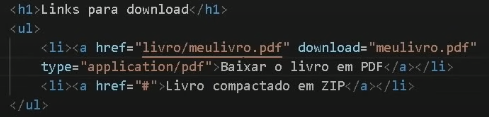 <h1>Links para download</h1>
<ul>
<li><a href="livro/meulivro.pdf" download="meulivro.pdf"
type="application/pdf">Baixar o livro em PDF</a></li>
<li><a href="#">Livro compactado em ZIP</a></li>
</ul>